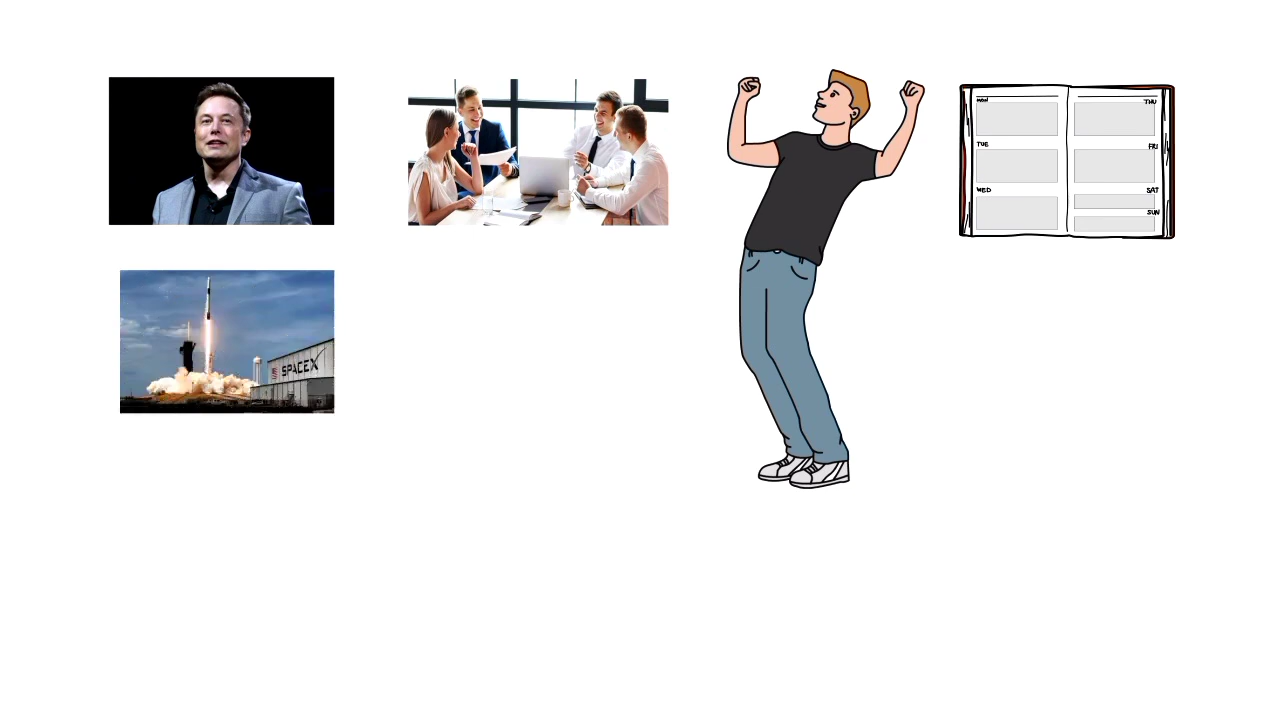 SPACEX
MON
TUE
WED
THU
FRI
SAT
SUN